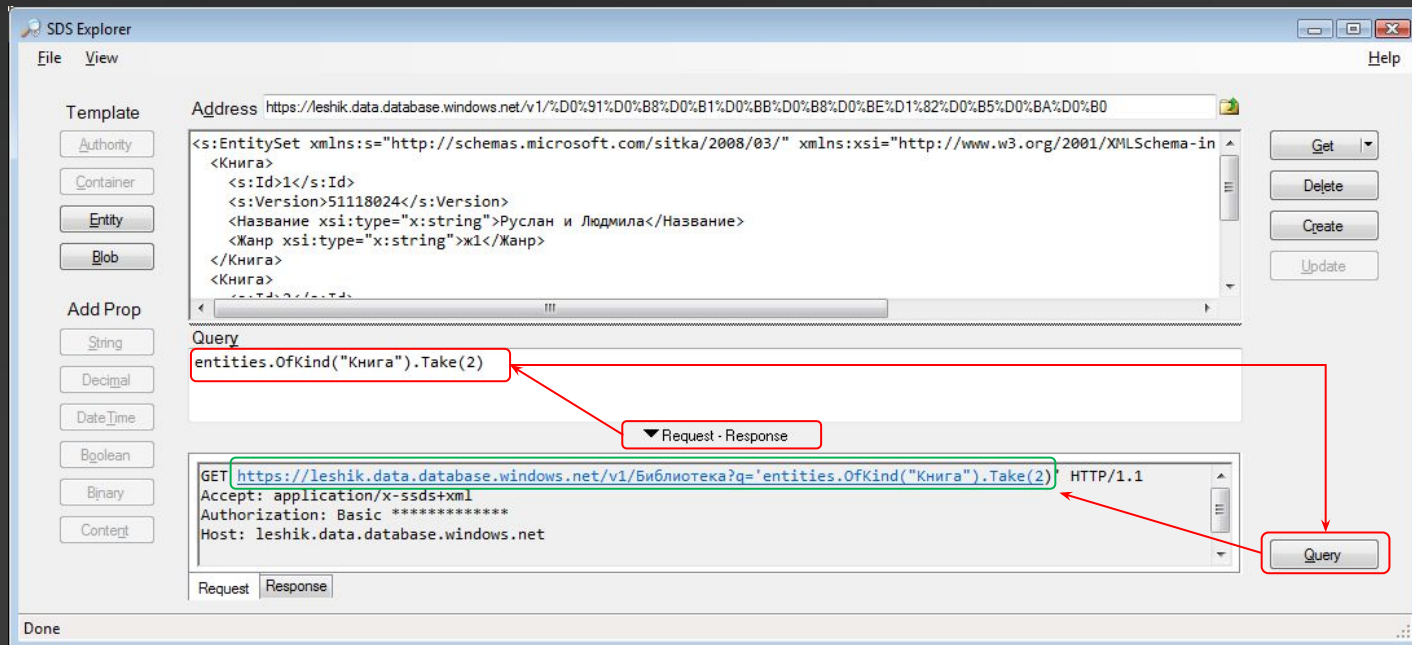 SDS Explorer
File View Help
Template
Address https://leshik.data.database.windows.net/v1/%D0%91%D0%B8%D0%B1%D0%BB%D0%B8%D0%BE%D1%82%D0%B5%D0%BA%D0%B0
Authority
Container
Entity
Blob
<s:EntitySet xmlns:s="http://schemas.microsoft.com/sitka/2008/03/" xmlns:xsi="http://www.w3.org/2001/XMLSchema-in
<Книга>
<s:Id>1</s:Id>
<s:Version>51118024</s:Version>
<Название xsi:type="x:string">Руслан и Людмила</Название>
<Жанр xsi:type="x:string">ж1</Жанр>
</Книга>
<Книга>
<s:Id>2</s:Id>
Get
Delete
Create
Update
Add Prop
String
Decimal
DateTime
Boolean
Binary
Content
Query
entities.OfKind("Книга").Take(2)
Request - Response
GET https://leshik.data.database.windows.net/v1/Библиотека?q='entities.OfKind("Книга").Take(2)' HTTP/1.1
Accept: application/x-ssds+xml
Authorization: Basic *************
Host: leshik.data.database.windows.net
Query
Request Response
Done